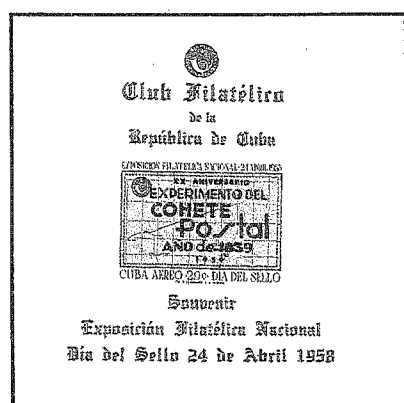 Club Filatélico
de la
República de Cuba
EXPOSICION FILATELICA NACIONAL-24 ABRIL 1958
XX-ANIVERSARIO
EXPERIMENTO DEL
COHETE
Postal
AÑO de 1939
CUBA AEREO 20¢ DIA DEL SELLO
Souvenir
Exposición Filatélica Nacional
Día del Sello 24 de Abril 1958